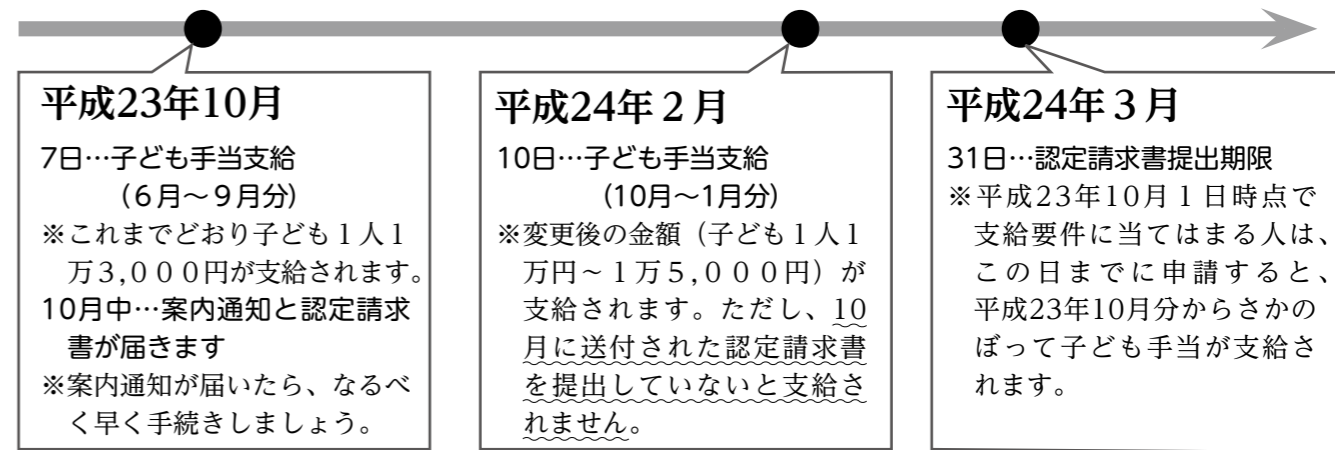 平成23年10月
7日…子ども手当支給
（6月～9月分）
※これまでどおり子ども１人１
万３,０００円が支給されます。
10月中…案内通知と認定請求
書が届きます
※案内通知が届いたら、なるべ
く早く手続きしましょう。
平成24年２月
10日…子ども手当支給
（10月～1月分）
※変更後の金額（子ども１人１
万円～１万５,０００円）が
支給されます。ただし、10
月に送付された認定請求書
を提出していないと支給さ
れません。
平成24年３月
31日…認定請求書提出期限
※平成23年10月１日時点で
支給要件に当てはまる人は、
この日までに申請すると、
平成23年10月分からさかの
ぼって子ども手当が支給さ
れます。